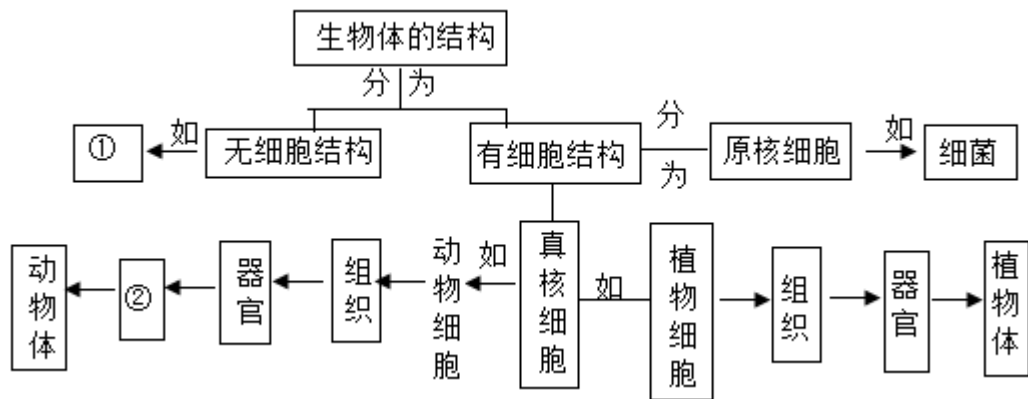 生物体的结构
分 为
① 如 无细胞结构 有细胞结构 分 为 原核细胞 如 细菌
动物体 ② 器官 组织 动物细胞 如 真核细胞 如 植物细胞 组织 器官 植物体